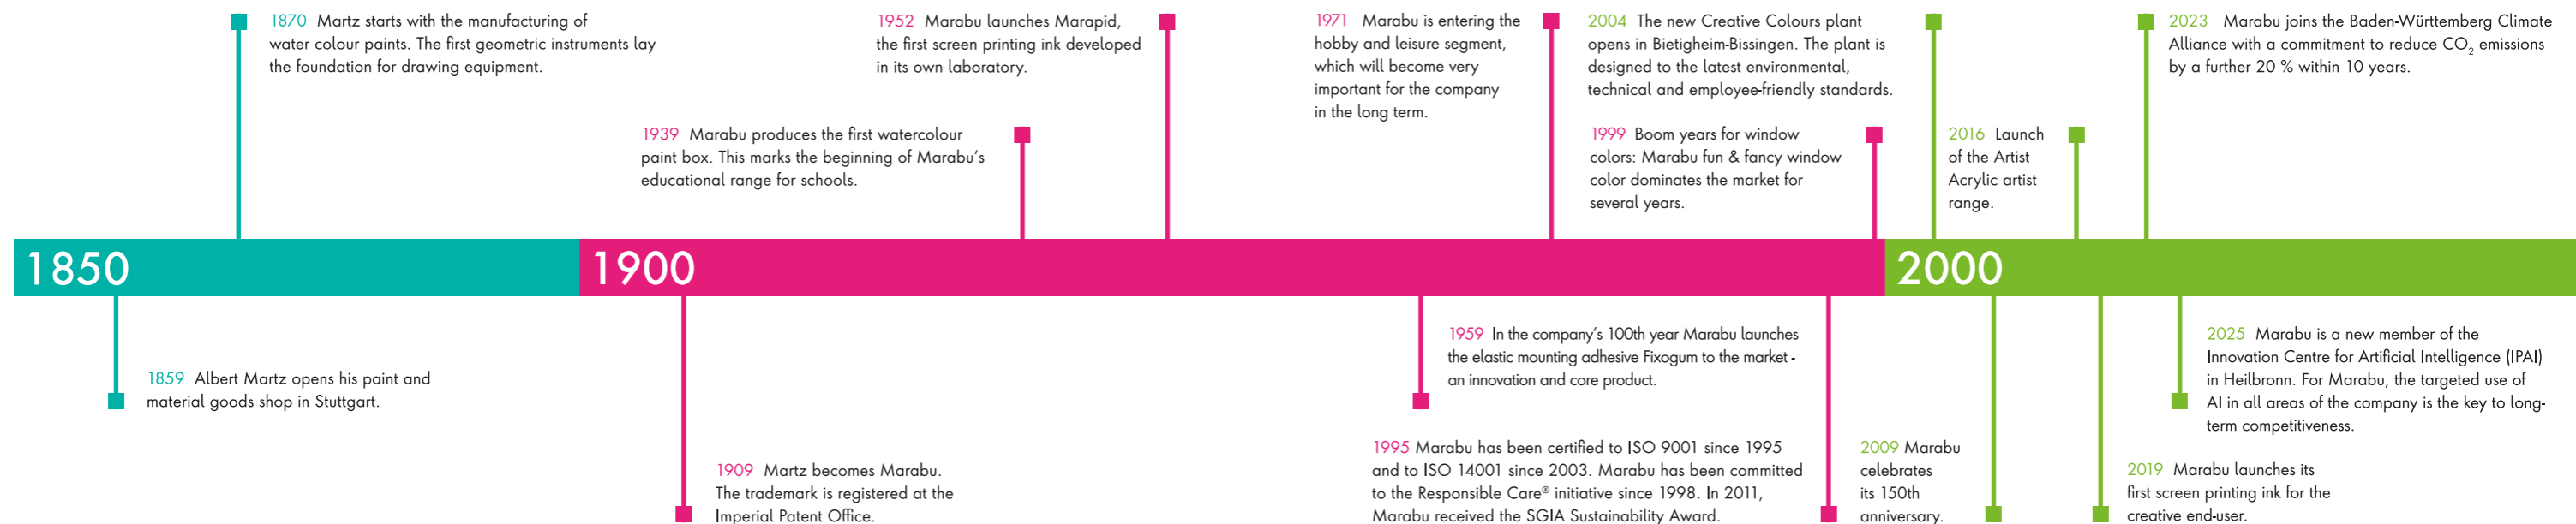 1870 Martz starts with the manufacturing of
water colour paints. The first geometric instruments lay
the foundation for drawing equipment.
1952 Marabu launches Marapid,
the first screen printing ink developed
in its own laboratory.
1971 Marabu is entering the
hobby and leisure segment,
which will become very
important for the company
in the long term.
2004 The new Creative Colours plant
opens in Bietigheim-Bissingen. The plant is
designed to the latest environmental,
technical and employee-friendly standards.
2023 Marabu joins the Baden-Württemberg Climate
Alliance with a commitment to reduce CO₂ emissions
by a further 20 % within 10 years.
1939 Marabu produces the first watercolour
paint box. This marks the beginning of Marabu's
educational range for schools.
1999 Boom years for window
colors: Marabu fun & fancy window
color dominates the market for
several years.
2016 Launch
of the Artist
Acrylic artist
range.
1850
1900
2000
1859 Albert Martz opens his paint and
material goods shop in Stuttgart.
1959 In the company's 100th year Marabu launches
the elastic mounting adhesive Fixogum to the market -
an innovation and core product.
2025 Marabu is a new member of the
Innovation Centre for Artificial Intelligence (IPAI)
in Heilbronn. For Marabu, the targeted use of
AI in all areas of the company is the key to long-
term competitiveness.
1909 Martz becomes Marabu.
The trademark is registered at the
Imperial Patent Office.
1995 Marabu has been certified to ISO 9001 since 1995
and to ISO 14001 since 2003. Marabu has been committed
to the Responsible Care® initiative since 1998. In 2011,
Marabu received the SGIA Sustainability Award.
2009 Marabu
celebrates
its 150th
anniversary.
2019 Marabu launches its
first screen printing ink for the
creative end-user.